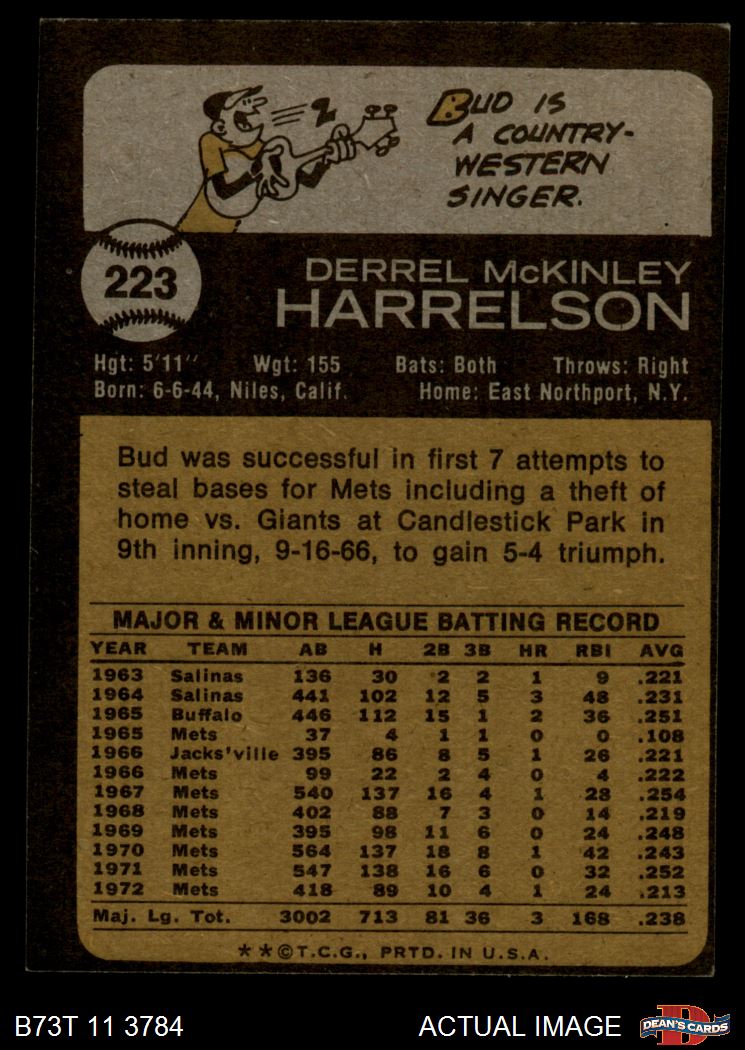 BUD IS
A COUNTRY-
WESTERN
SINGER.
223
DERREL McKINLEY
HARRELSON
Hgt: 5'11" Wgt: 155 Bats: Both Throws: Right
Born: 6-6-44, Niles, Calif. Home: East Northport, N.Y.
Bud was successful in first 7 attempts to
steal bases for Mets including a theft of
home vs. Giants at Candlestick Park in
9th inning, 9-16-66, to gain 5-4 triumph.
MAJOR & MINOR LEAGUE BATTING RECORD
YEAR TEAM AB H 2B 3B HR RBI AVG
1963 Salinas 136 30 2 2 1 9 .221
1964 Salinas 441 102 12 5 3 48 .231
1965 Buffalo 446 112 15 1 2 36 .251
1965 Mets 37 4 1 1 0 0 .108
1966 Jacks'ville 395 86 8 5 1 26 .221
1966 Mets 99 22 2 4 0 4 .222
1967 Mets 540 137 16 4 1 28 .254
1968 Mets 402 88 7 3 0 14 .219
1969 Mets 395 98 11 6 0 24 .248
1970 Mets 564 137 18 8 1 42 .243
1971 Mets 547 138 16 6 0 32 .252
1972 Mets 418 89 10 4 1 24 .213
Maj. Lg. Tot. 3002 713 81 36 3 168 .238
**©T.C.G., PRTD. IN U.S.A.
B73T 11 3784 ACTUAL IMAGE D DEAN'S CARDS